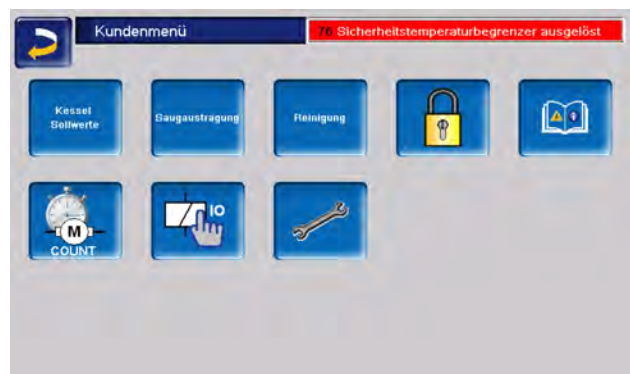 Kundenmenü
76 Sicherheitstemperaturbegrenzer ausgelöst
Kessel
Sollwerte
Saugaustragung
Reinigung
IO
M
COUNT